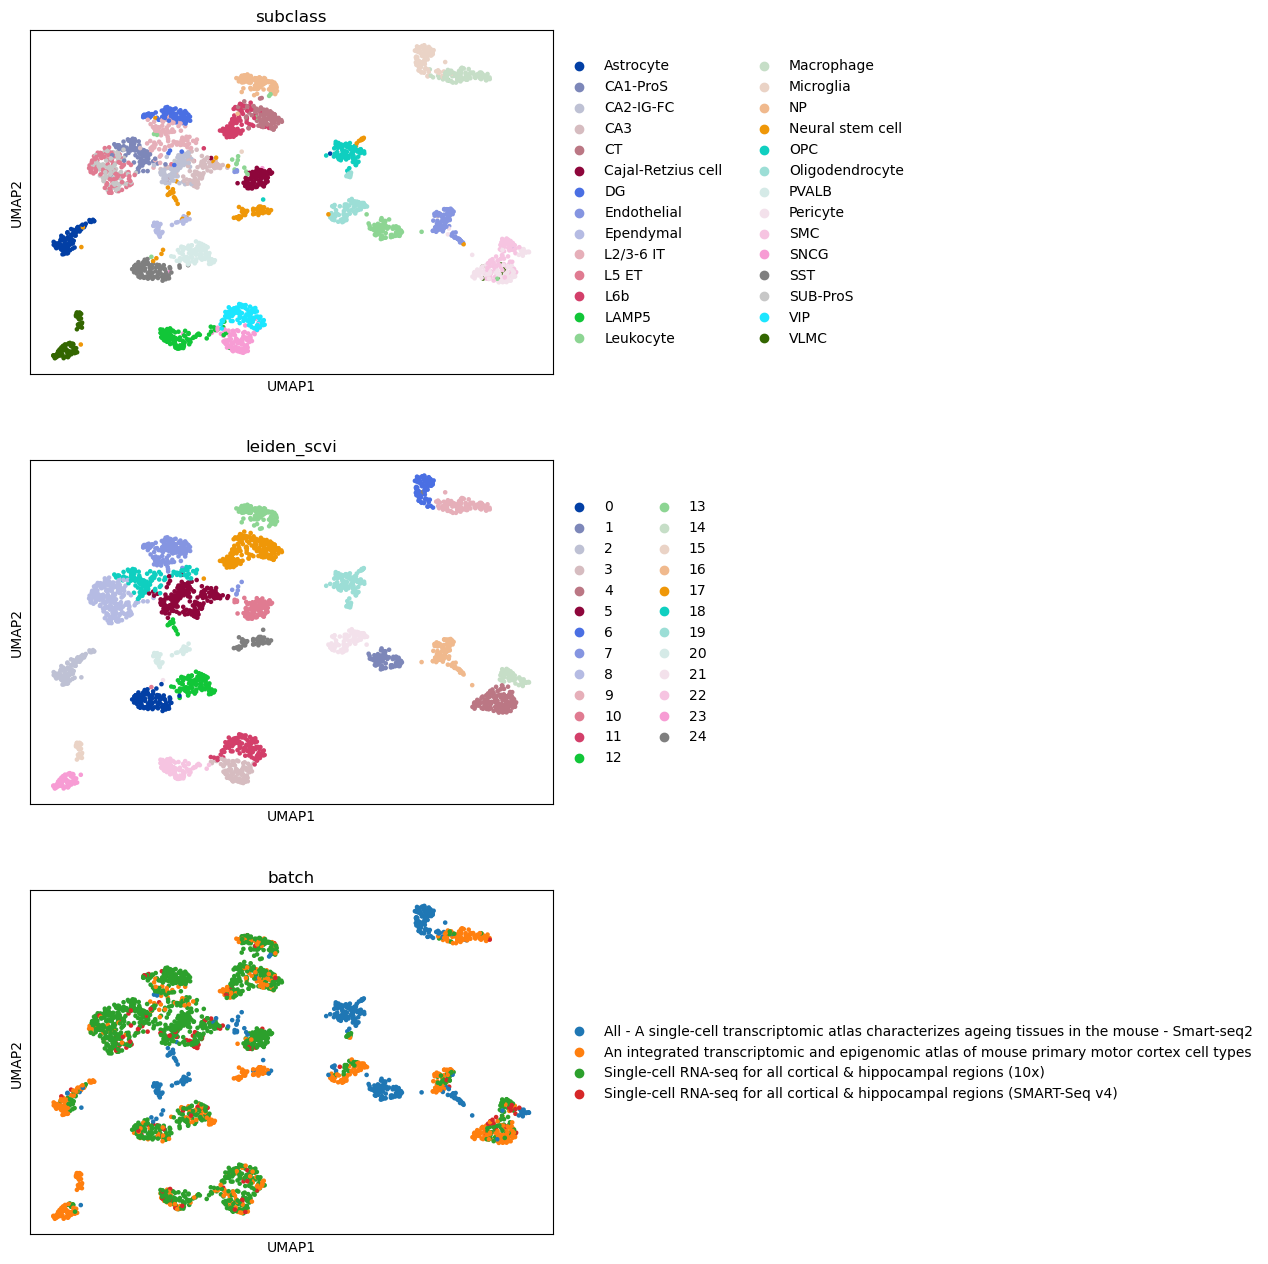 subclass
UMAP2
UMAP1
Astrocyte
CA1-ProS
CA2-IG-FC
CA3
CT
Cajal-Retzius cell
DG
Endothelial
Ependymal
L2/3-6 IT
L5 ET
L6b
LAMP5
Leukocyte
Macrophage
Microglia
NP
Neural stem cell
OPC
Oligodendrocyte
PVALB
Pericyte
SMC
SNCG
SST
SUB-ProS
VIP
VLMC
leiden_scvi
UMAP2
UMAP1
0
1
2
3
4
5
6
7
8
9
10
11
12
13
14
15
16
17
18
19
20
21
22
23
24
batch
UMAP2
UMAP1
All - A single-cell transcriptomic atlas characterizes ageing tissues in the mouse - Smart-seq2
An integrated transcriptomic and epigenomic atlas of mouse primary motor cortex cell types
Single-cell RNA-seq for all cortical & hippocampal regions (10x)
Single-cell RNA-seq for all cortical & hippocampal regions (SMART-Seq v4)